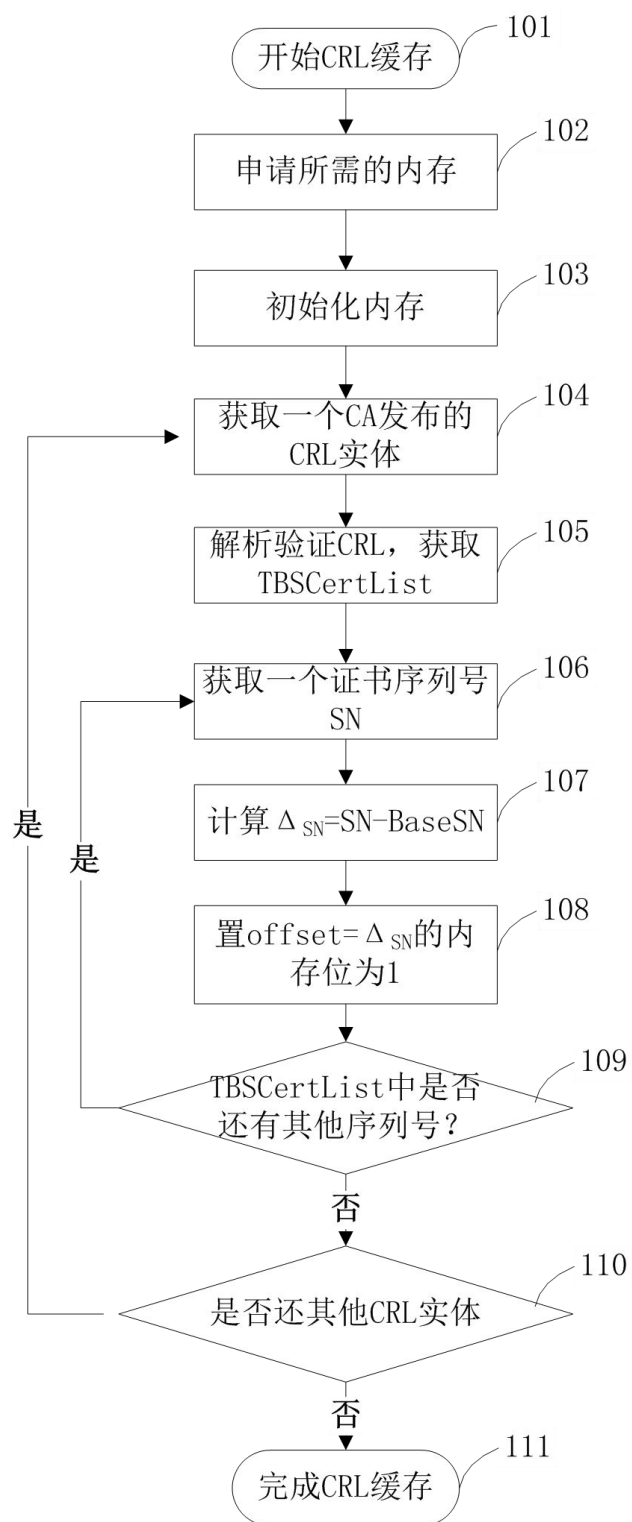 开始CRL缓存
101
申请所需的内存
102
初始化内存
103
获取一个CA发布的
CRL实体
104
解析验证CRL，获取
TBSCertList
105
获取一个证书序列号
SN
106
计算ΔSN=SN-BaseSN
107
置offset=ΔSN的内
存位为1
108
TBSCertList中是否
还有其他序列号？
109
是
是
否
是否还其他CRL实体
110
否
完成CRL缓存
111